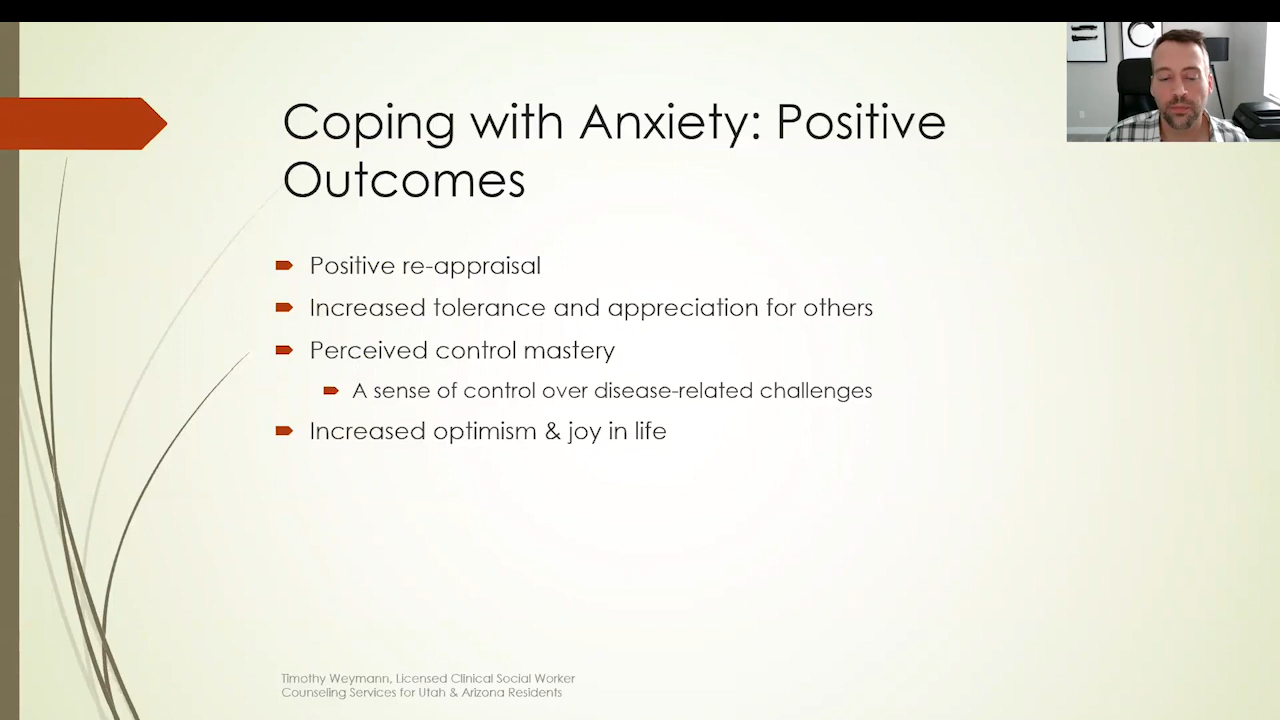 Coping with Anxiety: Positive
Outcomes
Positive re-appraisal
Increased tolerance and appreciation for others
Perceived control mastery
A sense of control over disease-related challenges
Increased optimism & joy in life
Timothy Weymann, Licensed Clinical Social Worker
Counseling Services for Utah & Arizona Residents